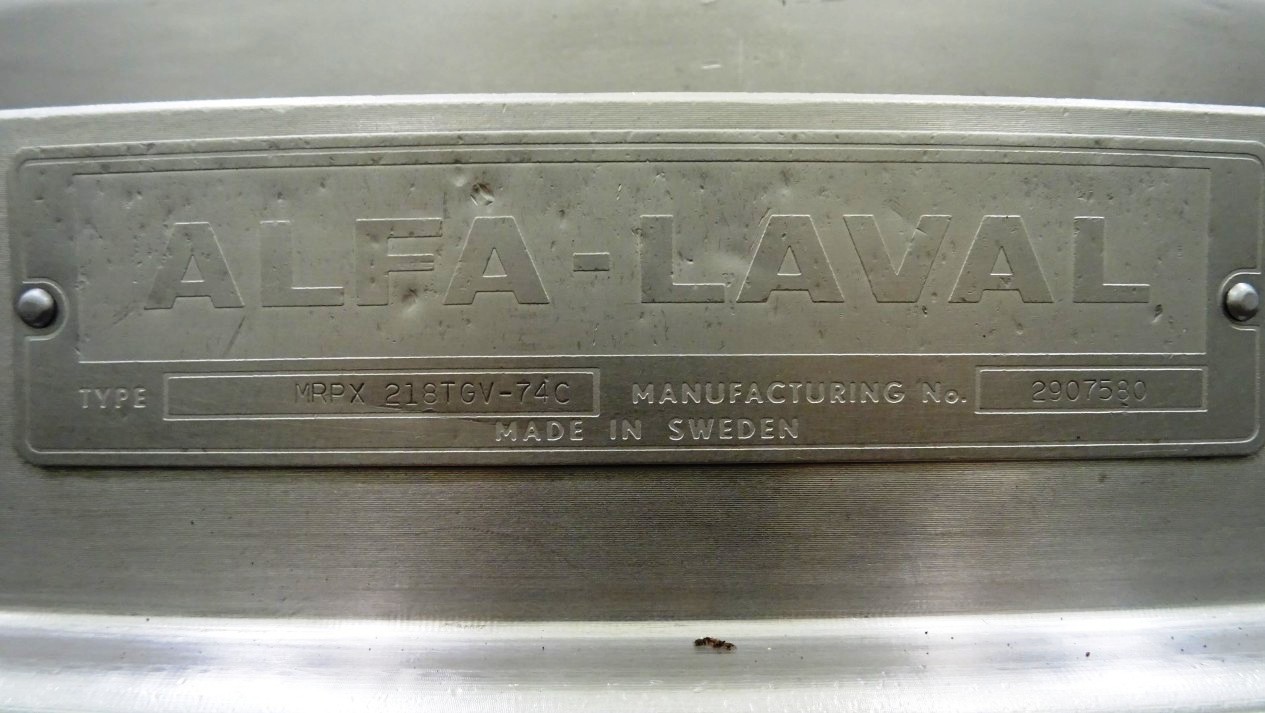 ALFA-LAVAL
TYPE MRPX 218TGV-74C MANUFACTURING No. 2907580
MADE IN SWEDEN